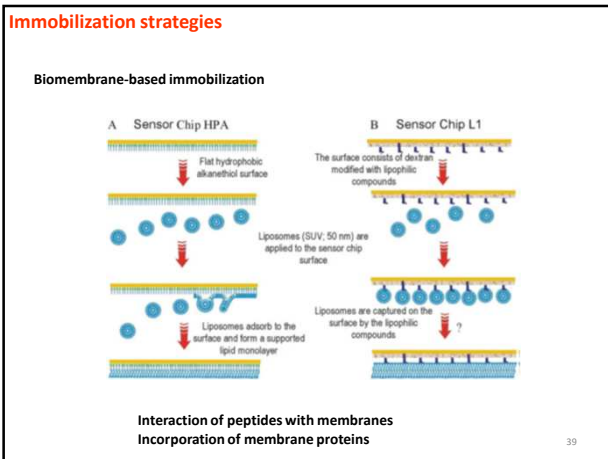 Immobilization strategies
Biomembrane-based immobilization
A Sensor Chip HPA
Flat hydrophobic
alkanethiol surface
Liposomes (SUV; 50 nm) are
applied to the sensor chip
surface
Liposomes adsorb to the
surface and form a supported
lipid monolayer
B Sensor Chip L1
The surface consists of dextran
modified with lipophilic
compounds
Liposomes are captured on the
surface by the lipophilic
compounds
?
Interaction of peptides with membranes
Incorporation of membrane proteins
39